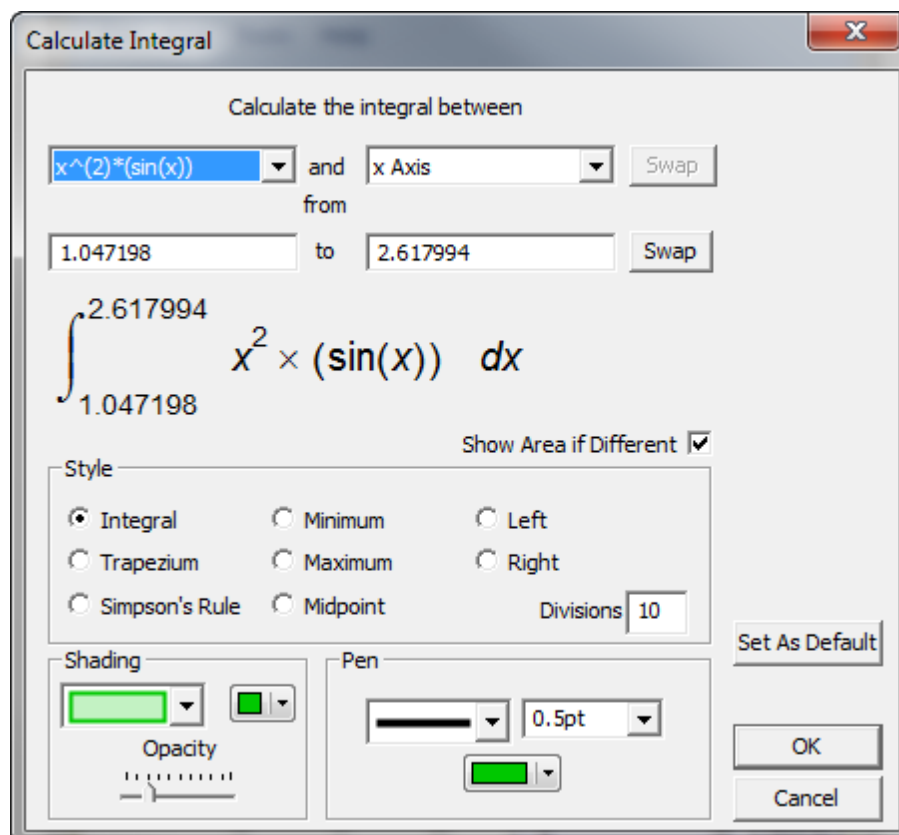 Calculate Integral
Calculate the integral between
x^(2)*(sin(x)) and x Axis Swap
from
1.047198 to 2.617994 Swap
∫ 2.617994
x² × (sin(x)) dx
1.047198
Show Area if Different
Style
Integral Minimum Left
Trapezium Maximum Right
Simpson's Rule Midpoint Divisions 10
Set As Default
Shading Pen
0.5pt
Opacity
OK
Cancel